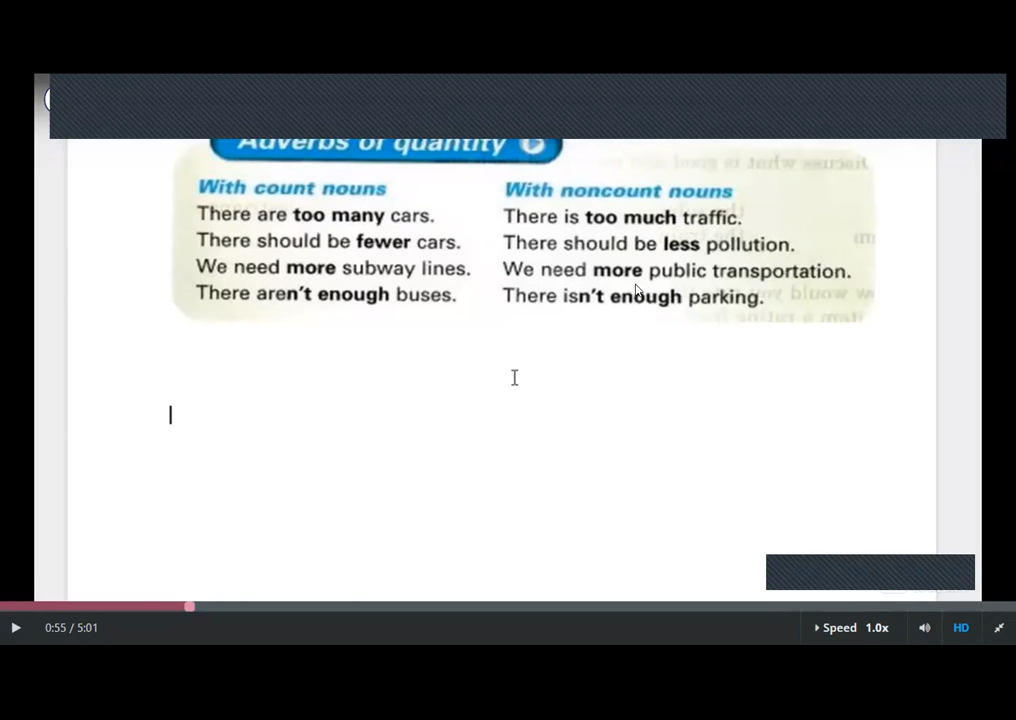 Adverbs of quantity
With count nouns
There are too many cars.
There should be fewer cars.
We need more subway lines.
There aren't enough buses.
With noncount nouns
There is too much traffic.
There should be less pollution.
We need more public transportation.
There isn't enough parking.
0:55 / 5:01
Speed 1.0x
HD